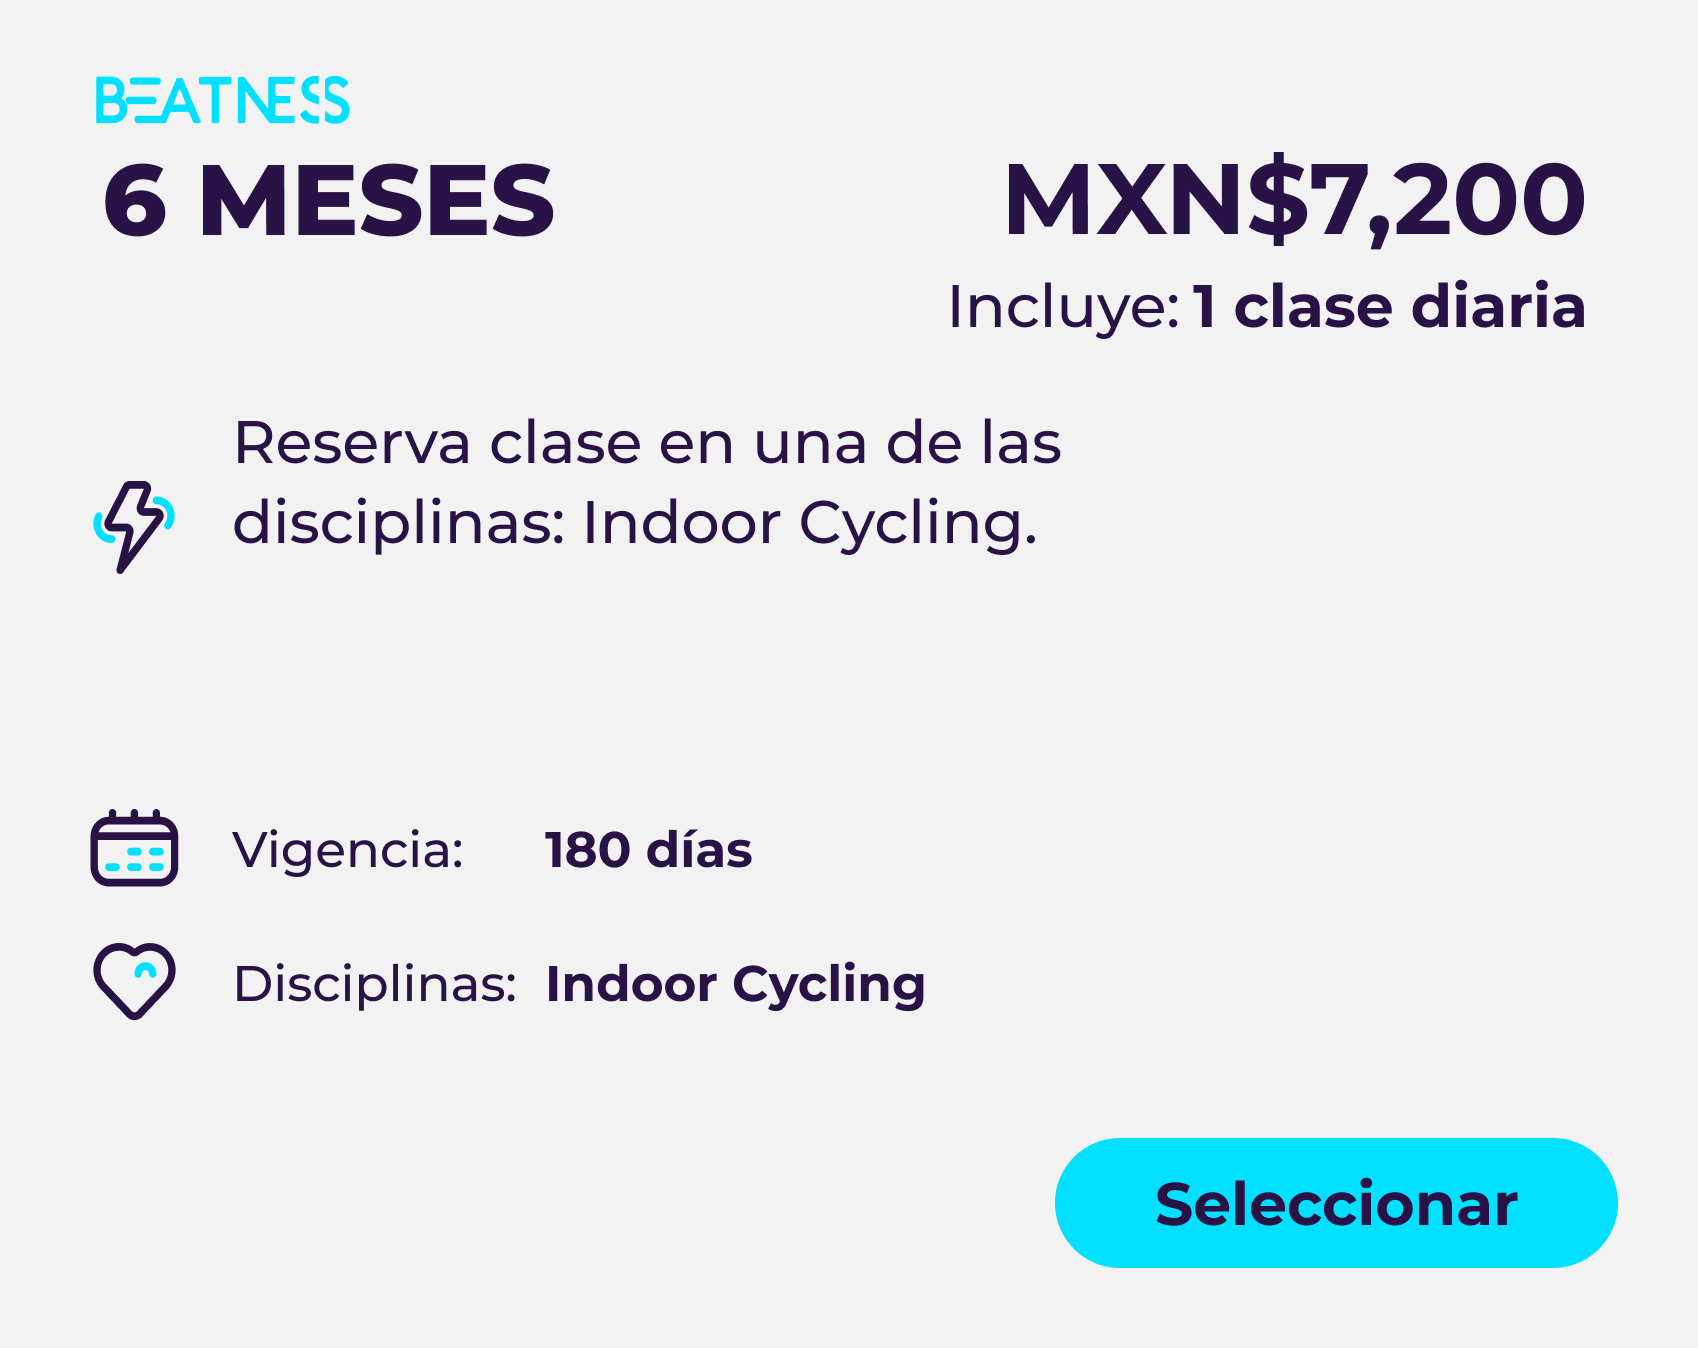 BEATNESS
6 MESES
MXN$7,200
Incluye: 1 clase diaria
Reserva clase en una de las
disciplinas: Indoor Cycling.
Vigencia: 180 días
Disciplinas: Indoor Cycling
Seleccionar